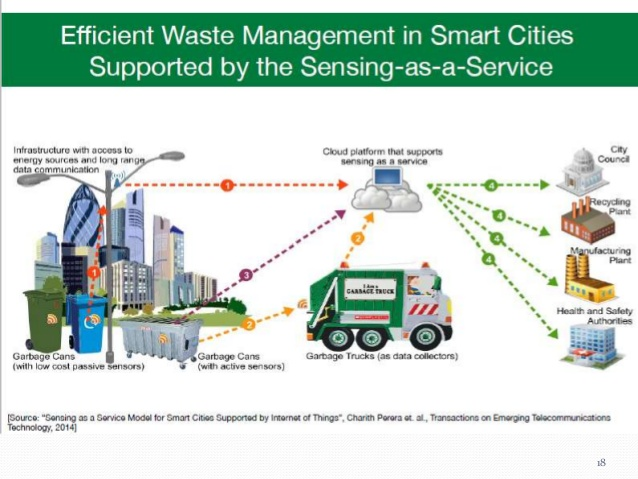 Efficient Waste Management in Smart Cities
Supported by the Sensing-as-a-Service
Infrastructure with access to
energy sources and long range
data communication
Cloud platform that supports
sensing as a service
City
Council
1
4
Recycling
Plant
4
3
2
4
Manufacturing
Plant
4
1
I Am a
GARBAGE TRUCK
2
Health and Safety
Authorities
Garbage Cans
(with low cost passive sensors)
Garbage Cans
(with active sensors)
Garbage Trucks (as data collectors)
[Source: "Sensing as a Service Model for Smart Cities Supported by Internet of Things", Charith Perera et. al., Transactions on Emerging Telecommunications
Technology, 2014]
18